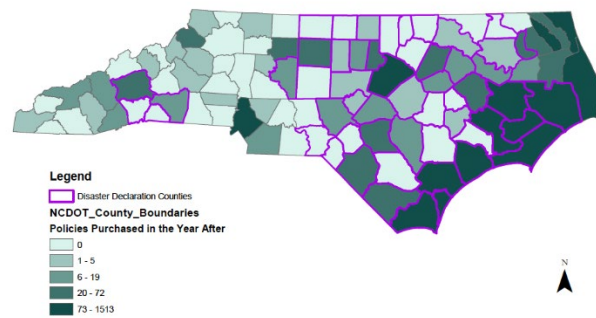 Legend
Disaster Declaration Counties
NCDOT_County_Boundaries
Policies Purchased in the Year After
0
1 - 5
6 - 19
20 - 72
73 - 1513
N